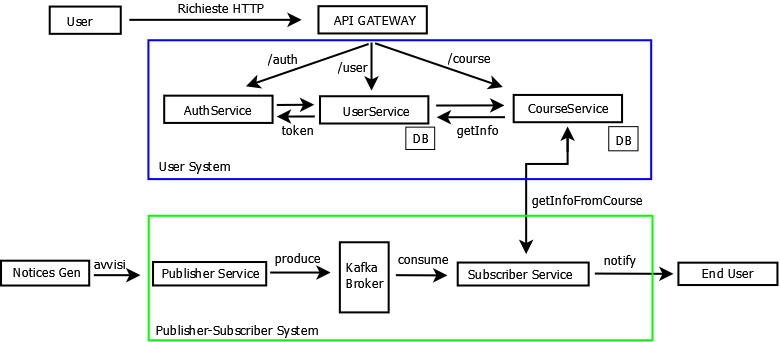 Richieste HTTP
User
API GATEWAY
/auth
/user
/course
AuthService
UserService
CourseService
token
getInfo
DB
DB
User System
getInfoFromCourse
Notices Gen
avvisi
Publisher Service
produce
Kafka
Broker
consume
Subscriber Service
notify
End User
Publisher-Subscriber System